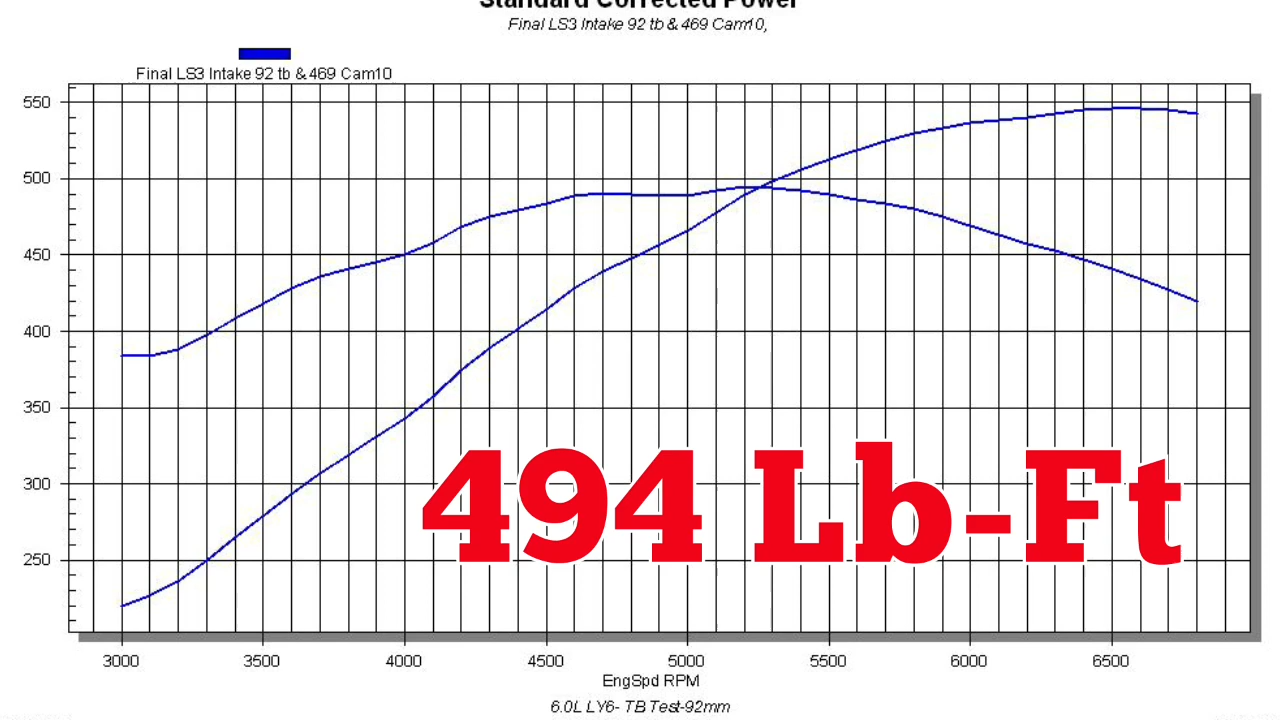 Standard Corrected Power
Final LS3 Intake 92 tb & 469 Cam10,
Final LS3 Intake 92 tb & 469 Cam10
550
500
450
400
350
300
250
494 Lb-Ft
3000 3500 4000 4500 5000 5500 6000 6500
EngSpd RPM
6.0L LY6- TB Test-92mm